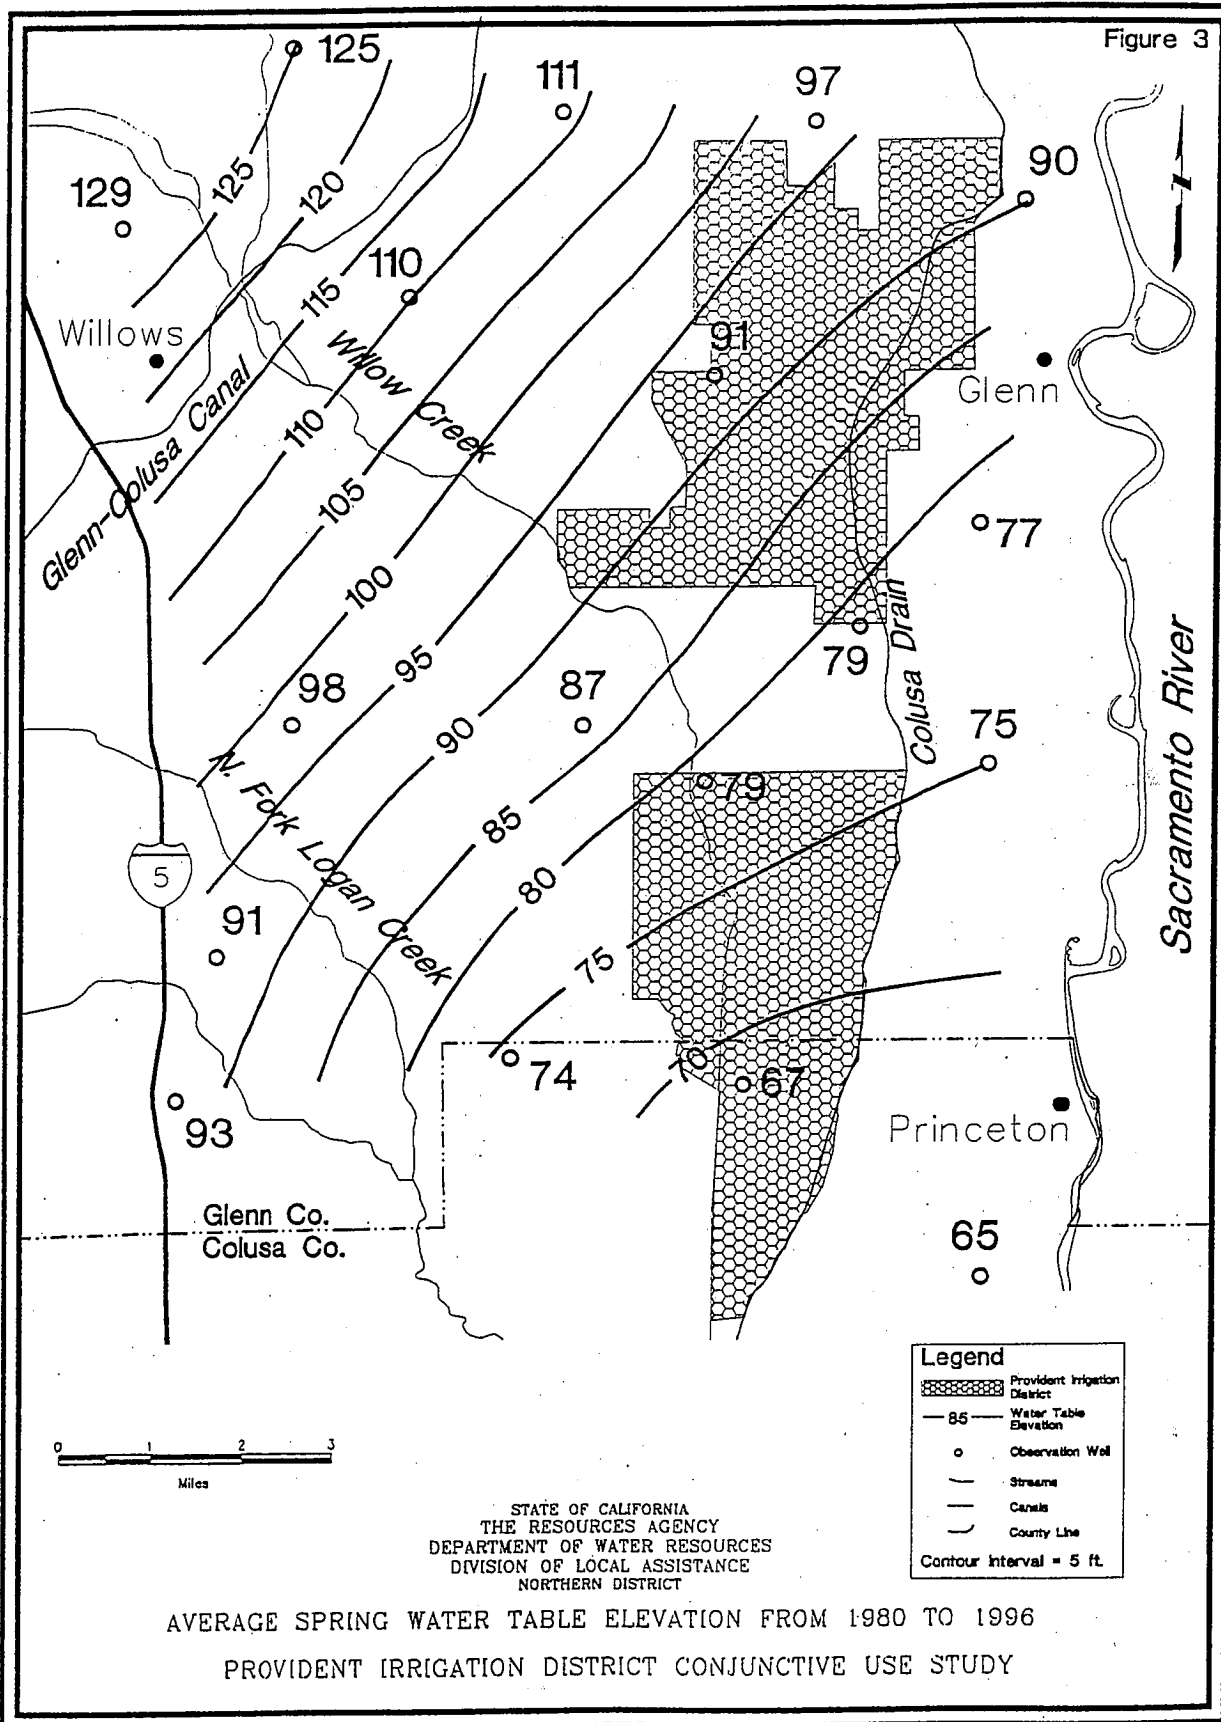 Figure 3
125
111
97
90
129
125
120
110
115
91
Willows
Willow Creek
Glenn
Glenn-Colusa Canal
110
105
77
100
Colusa Drain
79
95
98
87
90
75
Sacramento River
N. Fork Logan Creek
79
85
5
80
91
75
74
70
67
93
Princeton
Glenn Co.
Colusa Co.
65
Legend
Provident Irrigation
District
85
Water Table
Elevation
Observation Well
Streams
Canals
County Line
Contour Interval = 5 ft.
0 1 2 3
Miles
STATE OF CALIFORNIA
THE RESOURCES AGENCY
DEPARTMENT OF WATER RESOURCES
DIVISION OF LOCAL ASSISTANCE
NORTHERN DISTRICT
AVERAGE SPRING WATER TABLE ELEVATION FROM 1980 TO 1996
PROVIDENT IRRIGATION DISTRICT CONJUNCTIVE USE STUDY